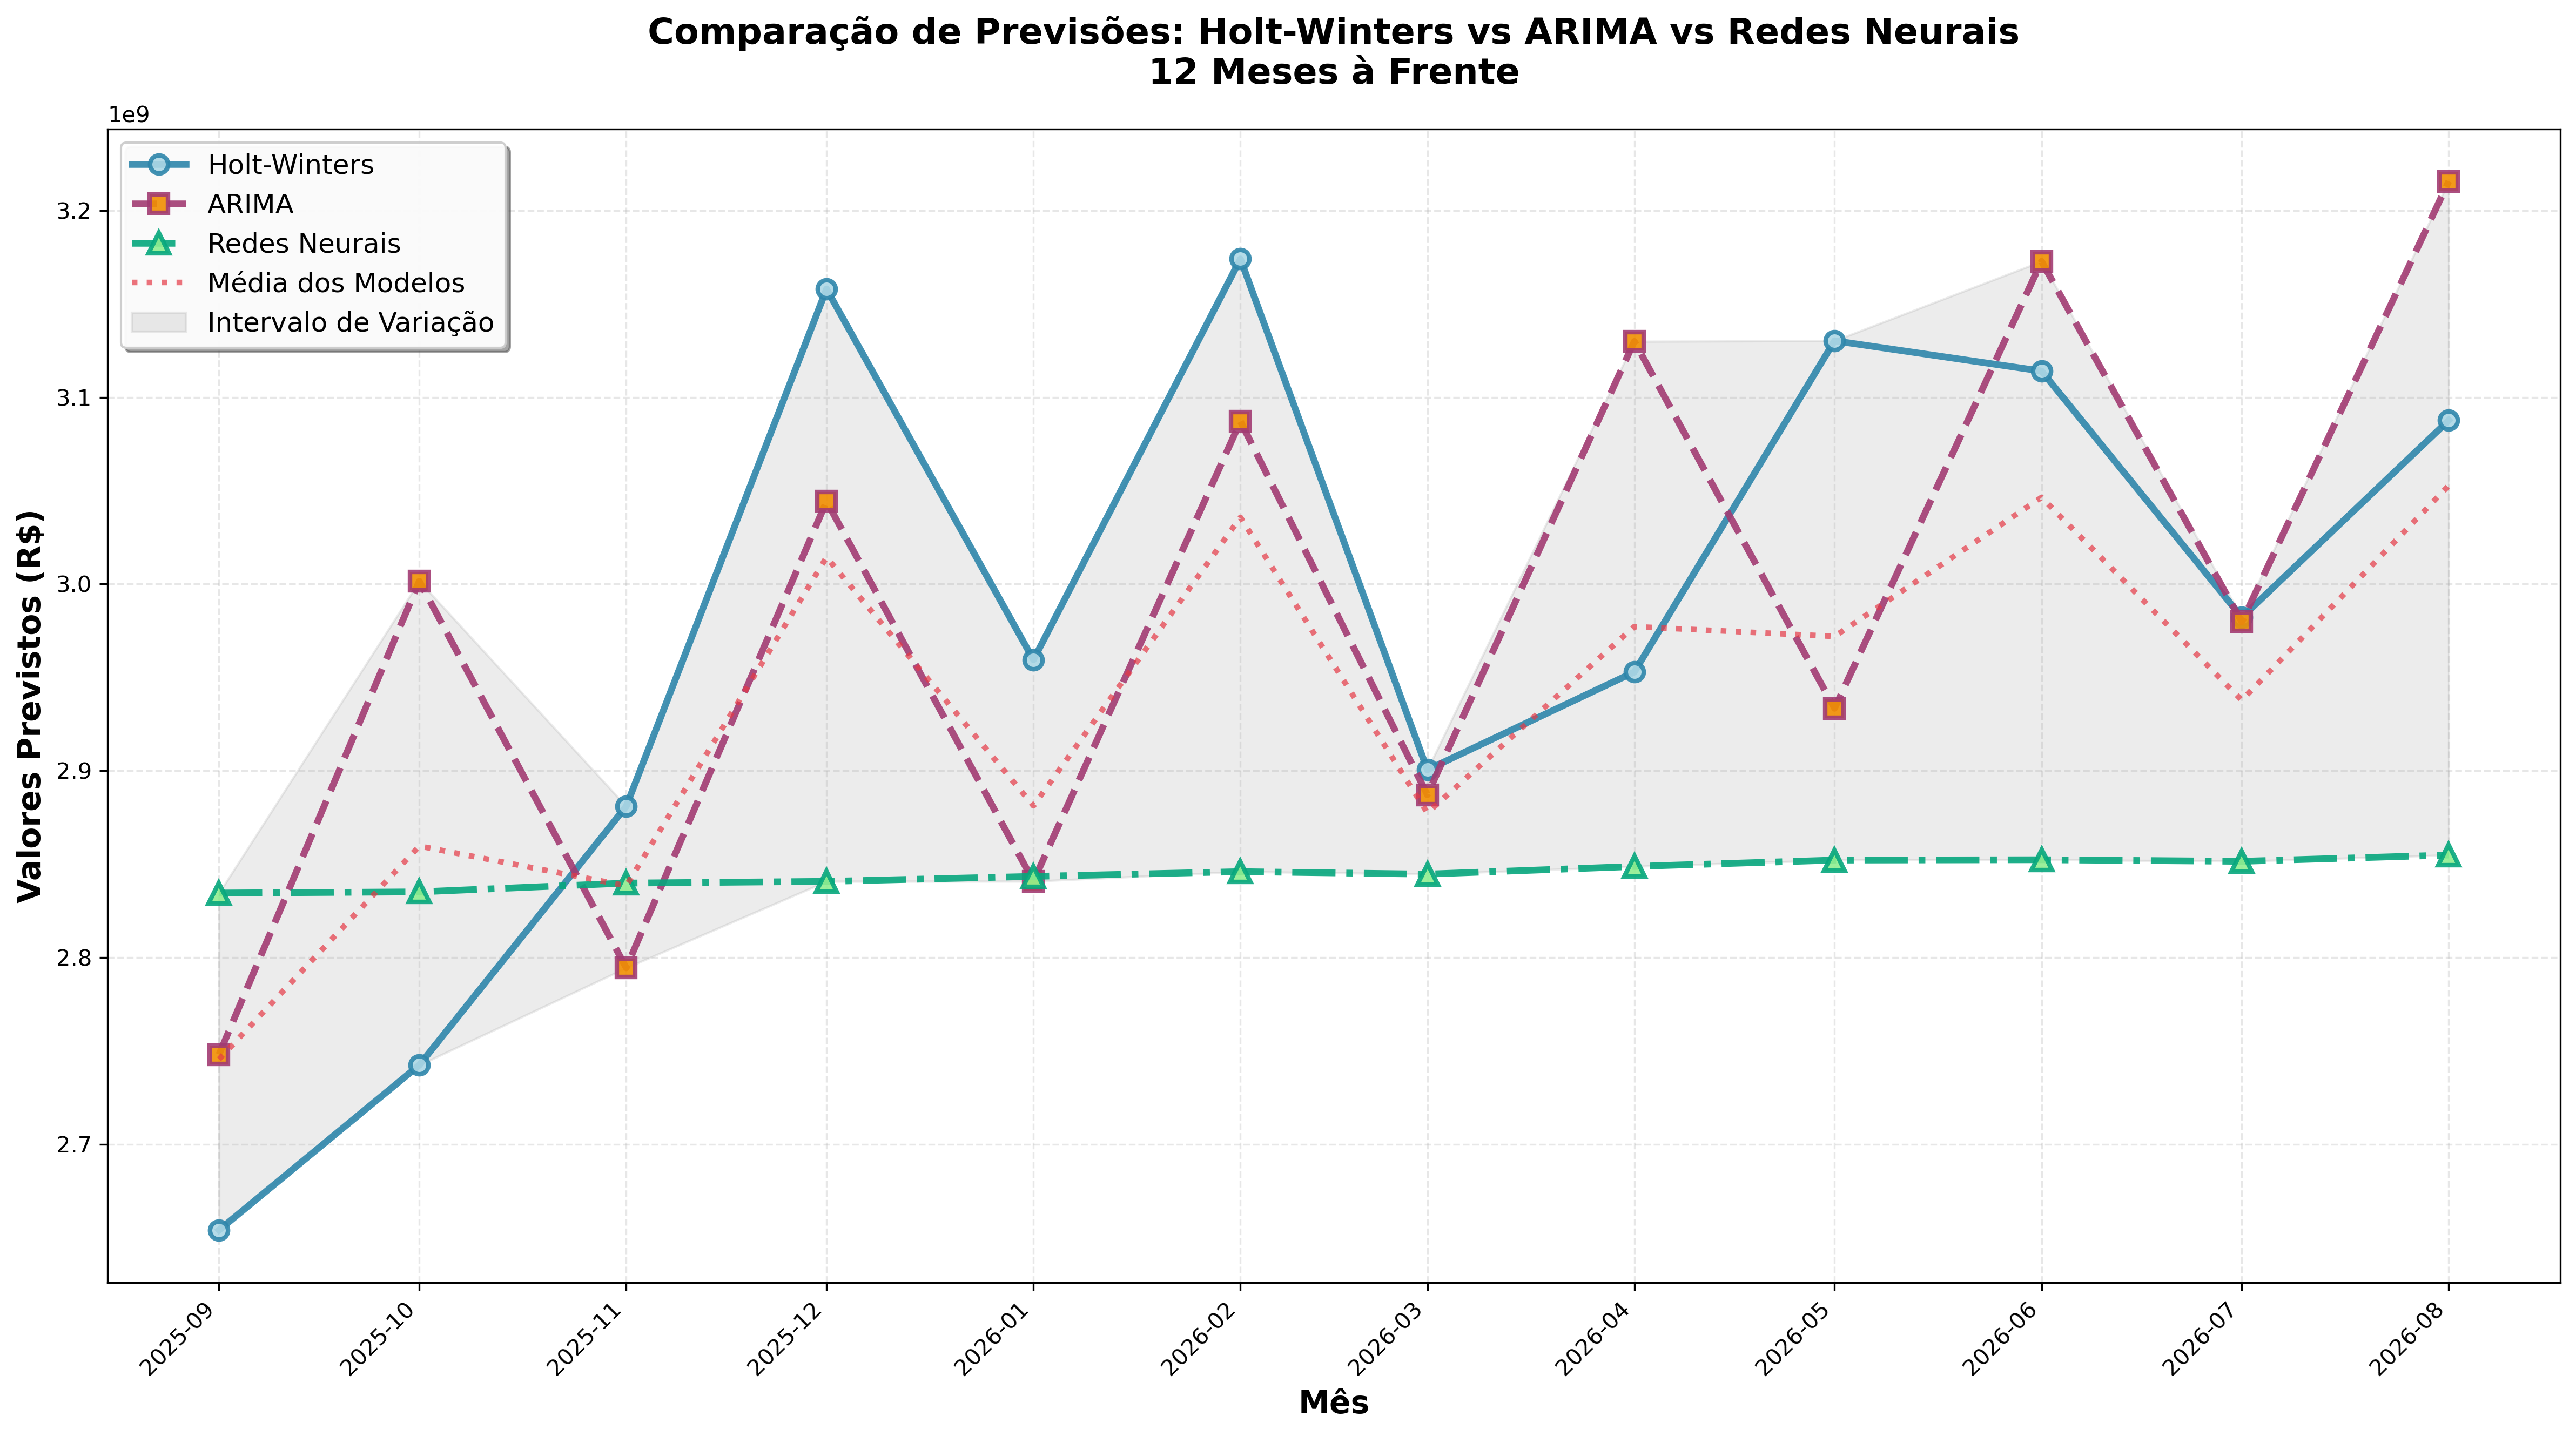 Comparação de Previsões: Holt-Winters vs ARIMA vs Redes Neurais
12 Meses à Frente
1e9
Holt-Winters
ARIMA
Redes Neurais
Média dos Modelos
Intervalo de Variação
3.2
3.1
3.0
2.9
2.8
2.7
Valores Previstos (R$)
2025-09
2025-10
2025-11
2025-12
2026-01
2026-02
2026-03
2026-04
2026-05
2026-06
2026-07
2026-08
Mês